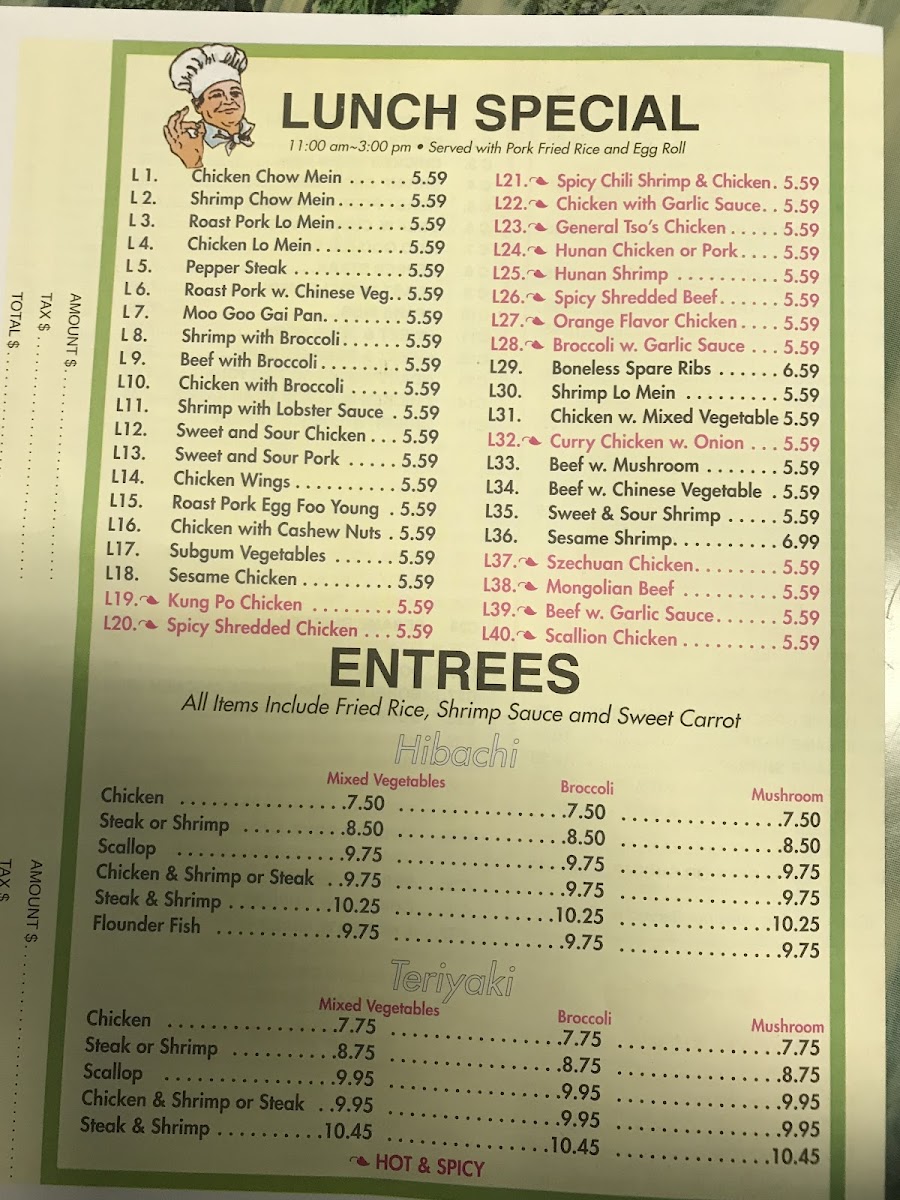 LUNCH SPECIAL
11:00 am~3:00 pm • Served with Pork Fried Rice and Egg Roll
L 1. Chicken Chow Mein ...... 5.59
L 2. Shrimp Chow Mein....... 5.59
L 3. Roast Pork Lo Mein....... 5.59
L 4. Chicken Lo Mein ......... 5.59
L 5. Pepper Steak ........... 5.59
L 6. Roast Pork w. Chinese Veg.. 5.59
L 7. Moo Goo Gai Pan........ 5.59
L 8. Shrimp with Broccoli...... 5.59
L 9. Beef with Broccoli........ 5.59
L10. Chicken with Broccoli ..... 5.59
L11. Shrimp with Lobster Sauce . 5.59
L12. Sweet and Sour Chicken ... 5.59
L13. Sweet and Sour Pork ..... 5.59
L14. Chicken Wings .......... 5.59
L15. Roast Pork Egg Foo Young . 5.59
L16. Chicken with Cashew Nuts . 5.59
L17. Subgum Vegetables ...... 5.59
L18. Sesame Chicken ......... 5.59
L19. Kung Po Chicken ........ 5.59
L20. Spicy Shredded Chicken ... 5.59
L21. Spicy Chili Shrimp & Chicken. 5.59
L22. Chicken with Garlic Sauce.. 5.59
L23. General Tso's Chicken ..... 5.59
L24. Hunan Chicken or Pork.... 5.59
L25. Hunan Shrimp .......... 5.59
L26. Spicy Shredded Beef...... 5.59
L27. Orange Flavor Chicken.... 5.59
L28. Broccoli w. Garlic Sauce ... 5.59
L29. Boneless Spare Ribs ...... 6.59
L30. Shrimp Lo Mein ......... 5.59
L31. Chicken w. Mixed Vegetable 5.59
L32. Curry Chicken w. Onion ... 5.59
L33. Beef w. Mushroom ....... 5.59
L34. Beef w. Chinese Vegetable . 5.59
L35. Sweet & Sour Shrimp ..... 5.59
L36. Sesame Shrimp.......... 6.99
L37. Szechuan Chicken........ 5.59
L38. Mongolian Beef ......... 5.59
L39. Beef w. Garlic Sauce...... 5.59
L40. Scallion Chicken ......... 5.59
ENTREES
All Items Include Fried Rice, Shrimp Sauce amd Sweet Carrot
Hibachi
Mixed Vegetables Broccoli Mushroom
Chicken ................7.50 ................7.50 ................7.50
Steak or Shrimp ..........8.50 ................8.50 ................8.50
Scallop ................9.75 ................9.75 ................9.75
Chicken & Shrimp or Steak ..9.75 ................9.75 ................9.75
Steak & Shrimp ..........10.25 ...............10.25 ...............10.25
Flounder Fish ............9.75 ................9.75 ................9.75
Teriyaki
Mixed Vegetables Broccoli Mushroom
Chicken ................7.75 ................7.75 ................7.75
Steak or Shrimp ..........8.75 ................8.75 ................8.75
Scallop ................9.95 ................9.95 ................9.95
Chicken & Shrimp or Steak ..9.95 ................9.95 ................9.95
Steak & Shrimp ..........10.45 ...............10.45 ...............10.45
HOT & SPICY
AMOUNT $
TAX $
TOTAL $
AMOUNT $
TAX $